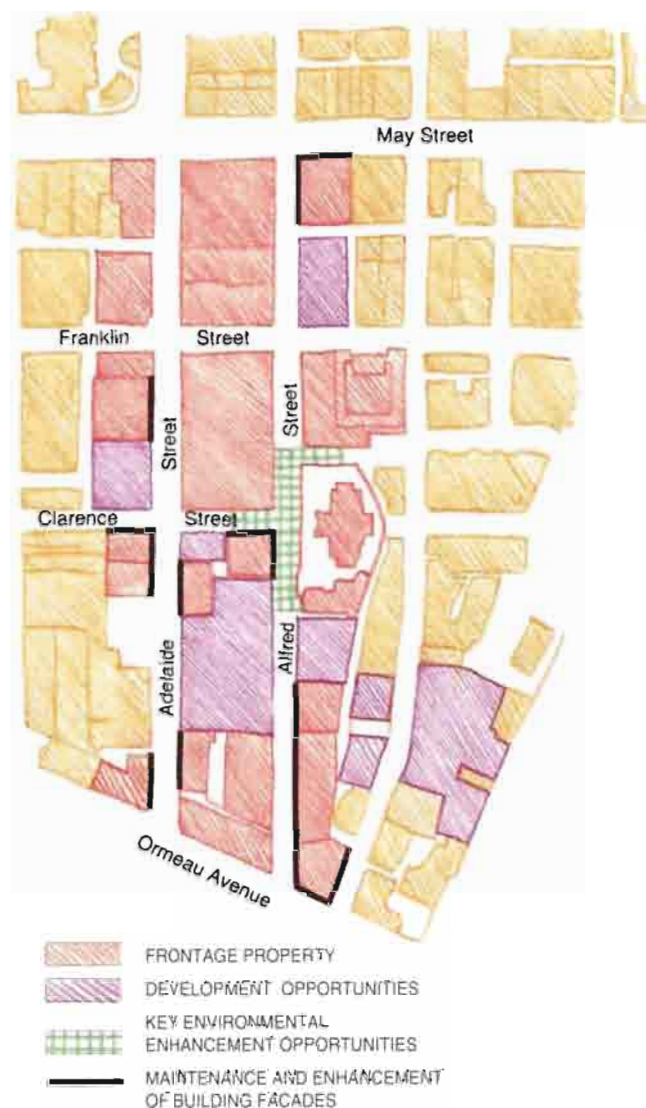 May Street
Franklin Street
Street
Street
Clarence Street
Adelaide
Alfred
Ormeau Avenue
FRONTAGE PROPERTY
DEVELOPMENT OPPORTUNITIES
KEY ENVIRONMENTAL
ENHANCEMENT OPPORTUNITIES
MAINTENANCE AND ENHANCEMENT
OF BUILDING FACADES